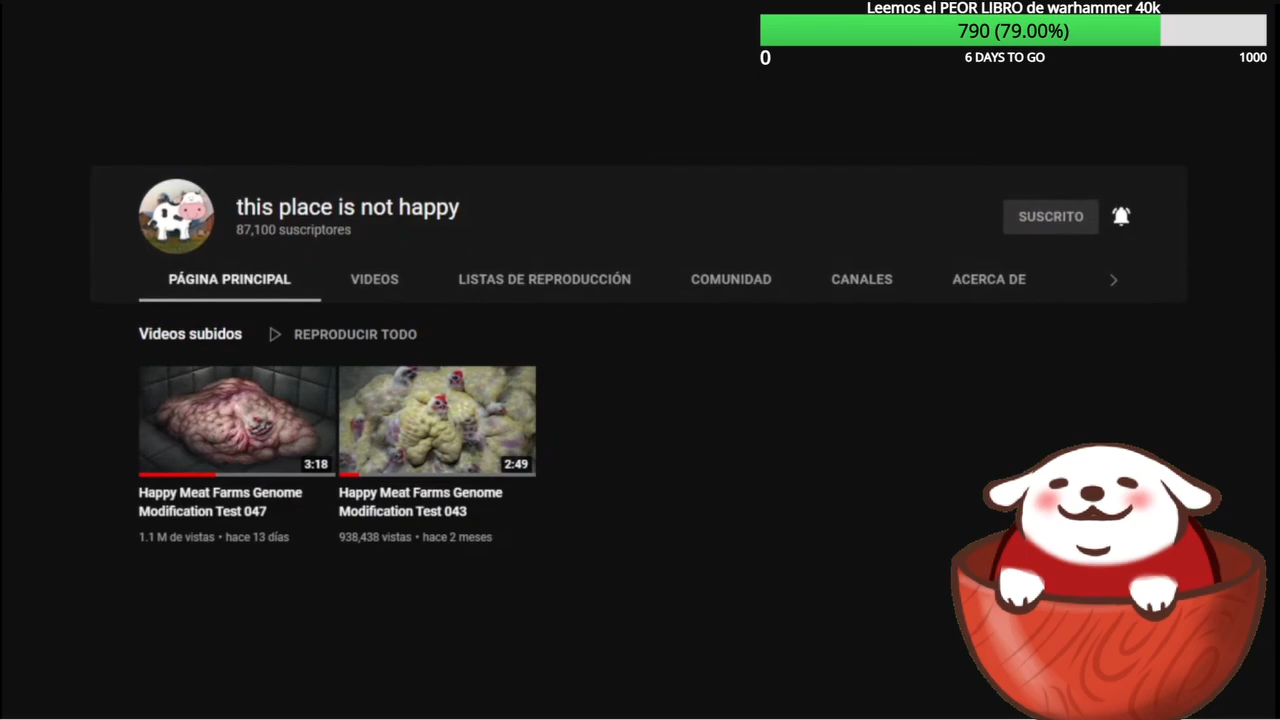 Leemos el PEOR LIBRO de warhammer 40k
790 (79.00%)
0
6 DAYS TO GO
1000
this place is not happy
87,100 suscriptores
SUSCRITO
PÁGINA PRINCIPAL
VIDEOS
LISTAS DE REPRODUCCIÓN
COMUNIDAD
CANALES
ACERCA DE
Videos subidos
REPRODUCIR TODO
3:18
2:49
Happy Meat Farms Genome
Modification Test 047
1.1 M de vistas • hace 13 días
Happy Meat Farms Genome
Modification Test 043
938,438 vistas • hace 2 meses